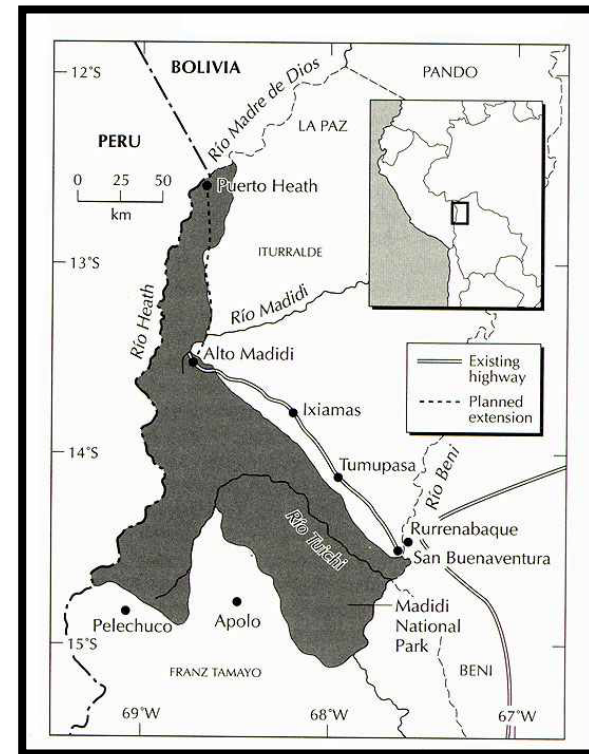 BOLIVIA
PANDO
12°S
Río Madre de Dios
LA PAZ
PERU
0 25 50
km
Puerto Heath
ITURRALDE
13°S
Río Heath
Río Madidi
Alto Madidi
Existing
highway
Planned
extension
Ixiamas
14°S
Tumupasa
Río Beni
Río Tuichi
Rurrenabaque
San Buenaventura
Madidi
National
Park
Pelechuco
Apolo
15°S
FRANZ TAMAYO
BENI
69°W
68°W
67°W